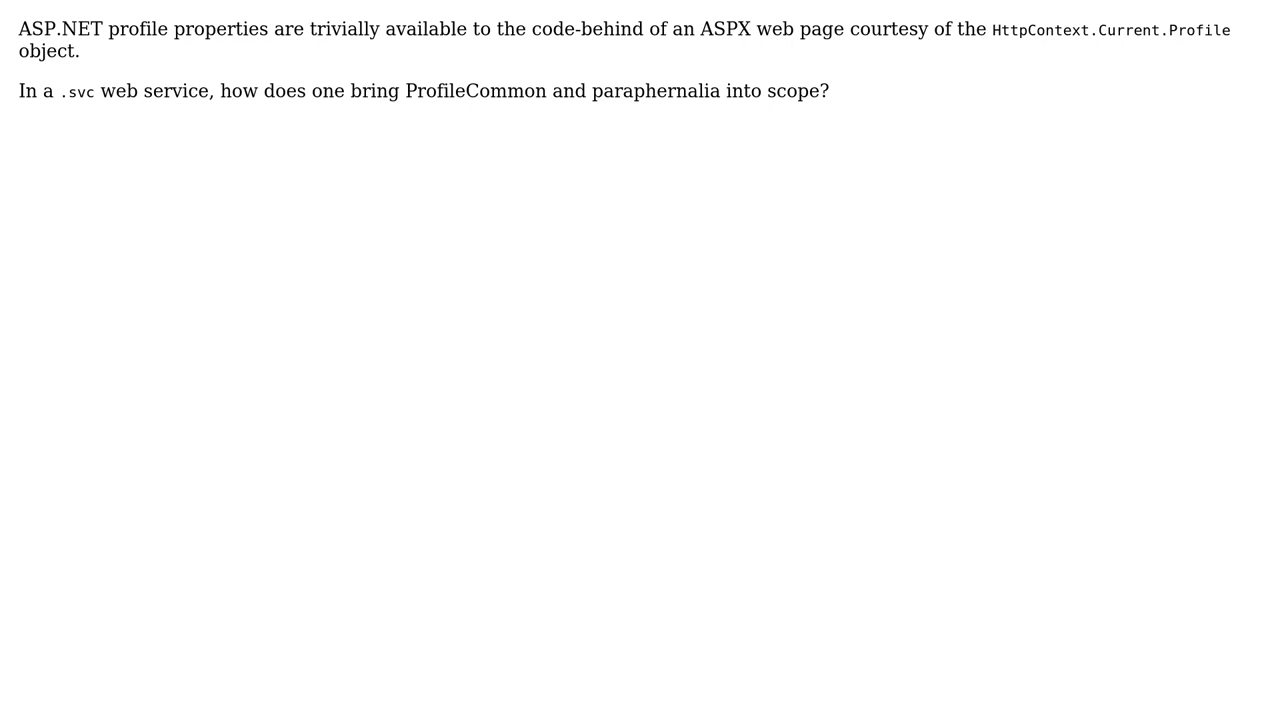 ASP.NET profile properties are trivially available to the code-behind of an ASPX web page courtesy of the HttpContext.Current.Profile
object.
In a .svc web service, how does one bring ProfileCommon and paraphernalia into scope?